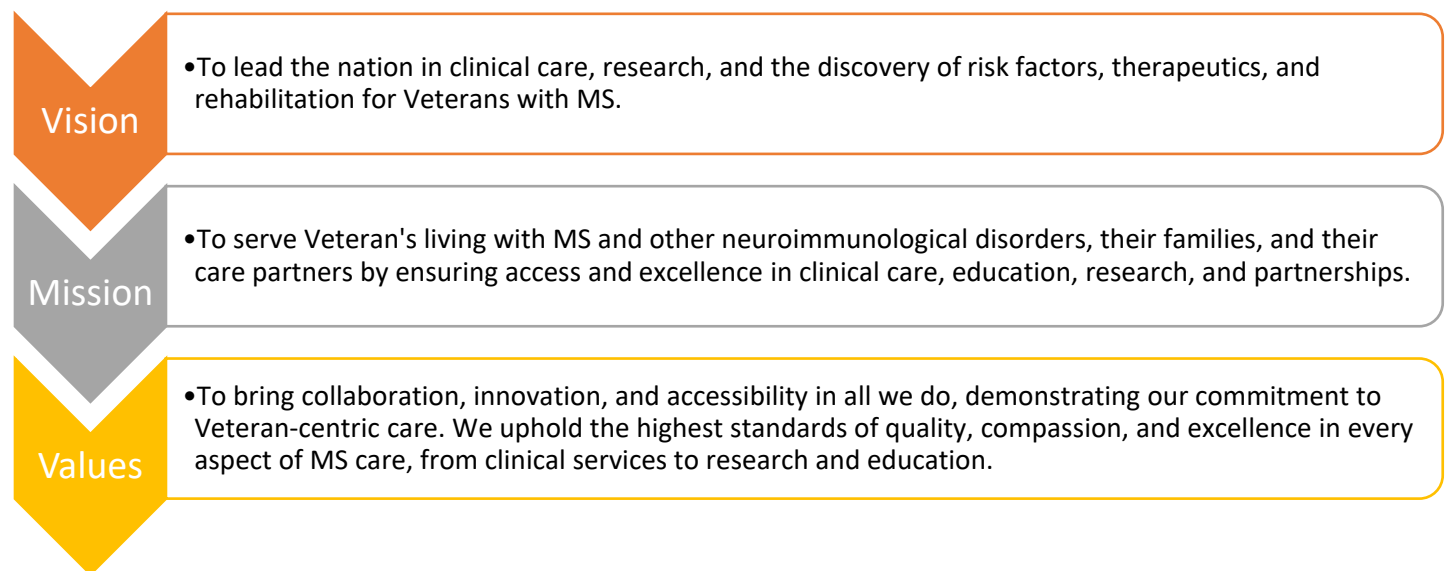 Vision
•To lead the nation in clinical care, research, and the discovery of risk factors, therapeutics, and
rehabilitation for Veterans with MS.
Mission
•To serve Veteran's living with MS and other neuroimmunological disorders, their families, and their
care partners by ensuring access and excellence in clinical care, education, research, and partnerships.
Values
•To bring collaboration, innovation, and accessibility in all we do, demonstrating our commitment to
Veteran-centric care. We uphold the highest standards of quality, compassion, and excellence in every
aspect of MS care, from clinical services to research and education.